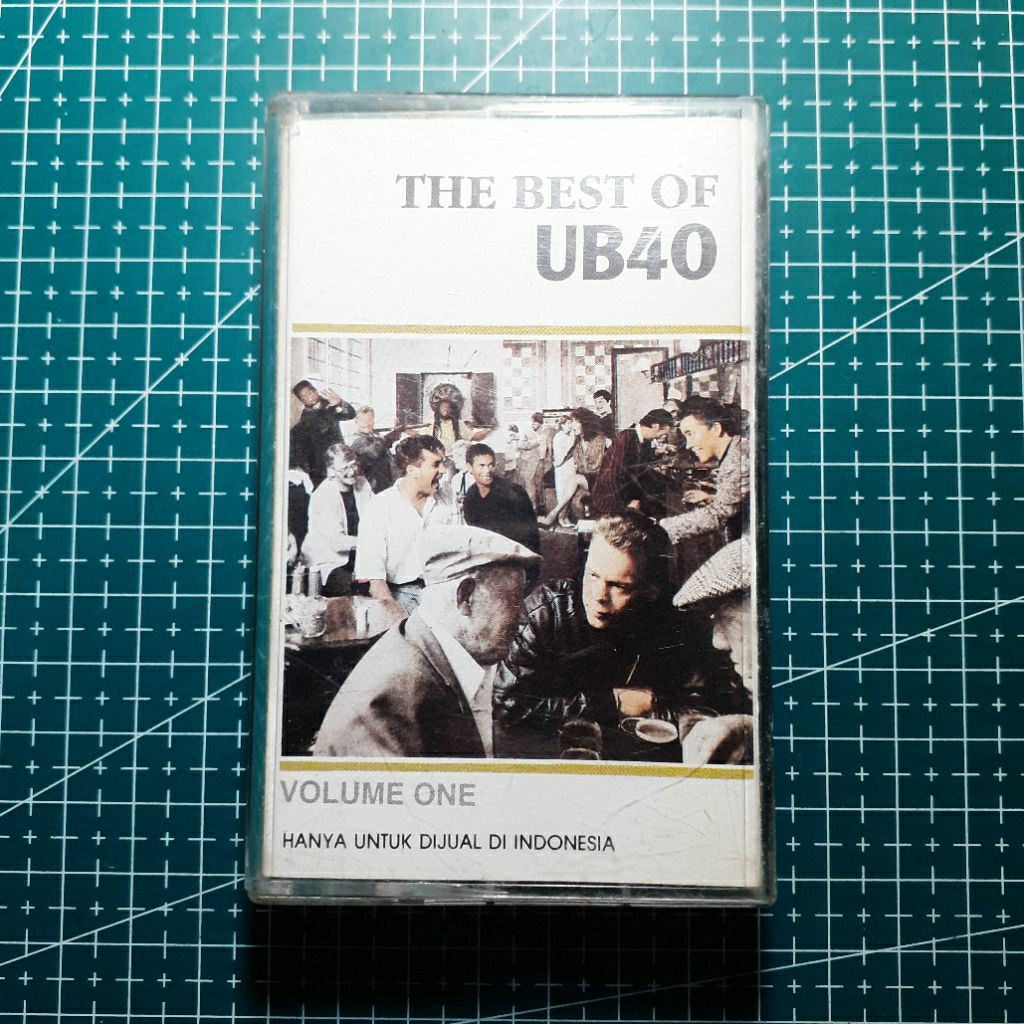 THE BEST OF
UB40
VOLUME ONE
HANYA UNTUK DIJUAL DI INDONESIA